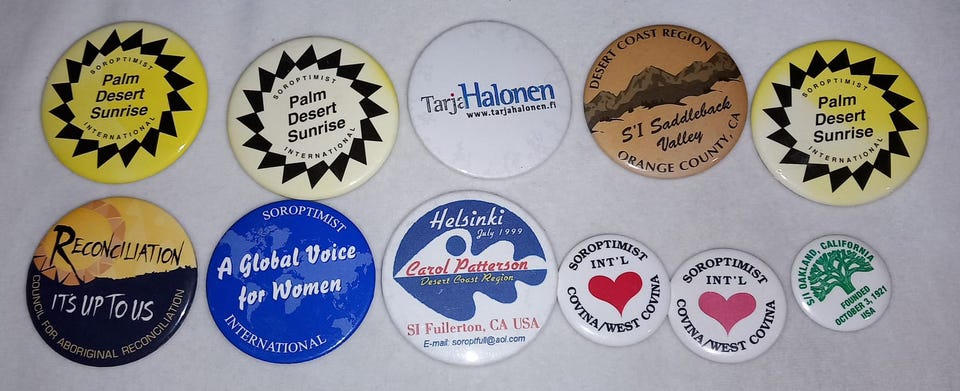 SOROPTIMIST
Palm
Desert
Sunrise
INTERNATIONAL
SOROPTIMIST
Palm
Desert
Sunrise
INTERNATIONAL
TarjaHalonen
www.tarjahalonen.fi
DESERT COAST REGION
S'I Saddleback
Valley
ORANGE COUNTY, CA
SOROPTIMIST
Palm
Desert
Sunrise
INTERNATIONAL
RECONCILIATION
IT'S UP TO US
COUNCIL FOR ABORIGINAL RECONCILIATION
SOROPTIMIST
A Global Voice
for Women
INTERNATIONAL
Helsinki
July 1999
Carol Patterson
Desert Coast Region
SI Fullerton, CA USA
E-mail: soroptfull@aol.com
SOROPTIMIST
INT'L
COVINA/WEST COVINA
SOROPTIMIST
INT'L
COVINA/WEST COVINA
SI OAKLAND, CALIFORNIA
FOUNDED
OCTOBER 3, 1921
USA